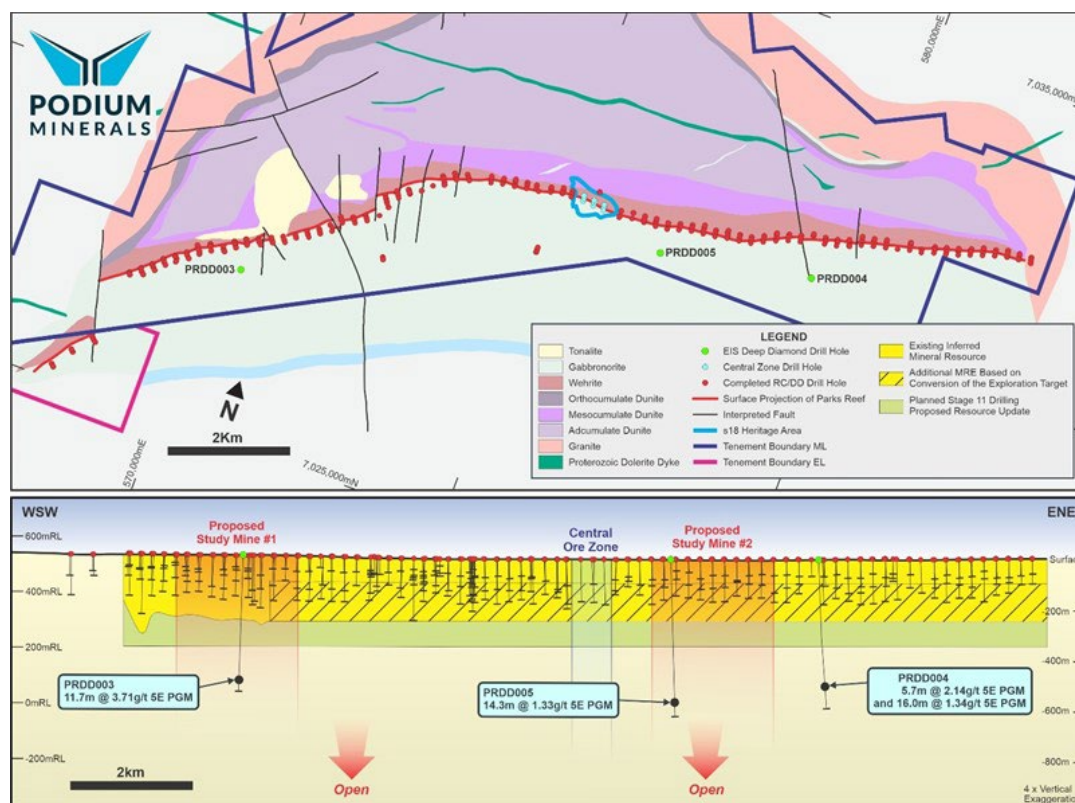 PODIUM
MINERALS
580,000mE
7,035,000mN
PRDD003
PRDD005
PRDD004
N
2Km
570,000mE
7,025,000mN
LEGEND
Tonalite
Gabbronorite
Wehrite
Orthocumulate Dunite
Mesocumulate Dunite
Adcumulate Dunite
Granite
Proterozoic Dolerite Dyke
EIS Deep Diamond Drill Hole
Central Zone Drill Hole
Completed RC/DD Drill Hole
Surface Projection of Parks Reef
Interpreted Fault
s18 Heritage Area
Tenement Boundary ML
Tenement Boundary EL
Existing Inferred
Mineral Resource
Additional MRE Based on
Conversion of the Exploration Target
Planned Stage 11 Drilling
Proposed Resource Update
WSW
ENE
600mRL
400mRL
200mRL
0mRL
-200mRL
Proposed
Study Mine #1
Central
Ore Zone
Proposed
Study Mine #2
Surfac
-200m
-400m
-600m
-800m
PRDD003
11.7m @ 3.71g/t 5E PGM
PRDD005
14.3m @ 1.33g/t 5E PGM
PRDD004
5.7m @ 2.14g/t 5E PGM
and 16.0m @ 1.34g/t 5E PGM
2km
Open
Open
4 x Vertical
Exaggeratio